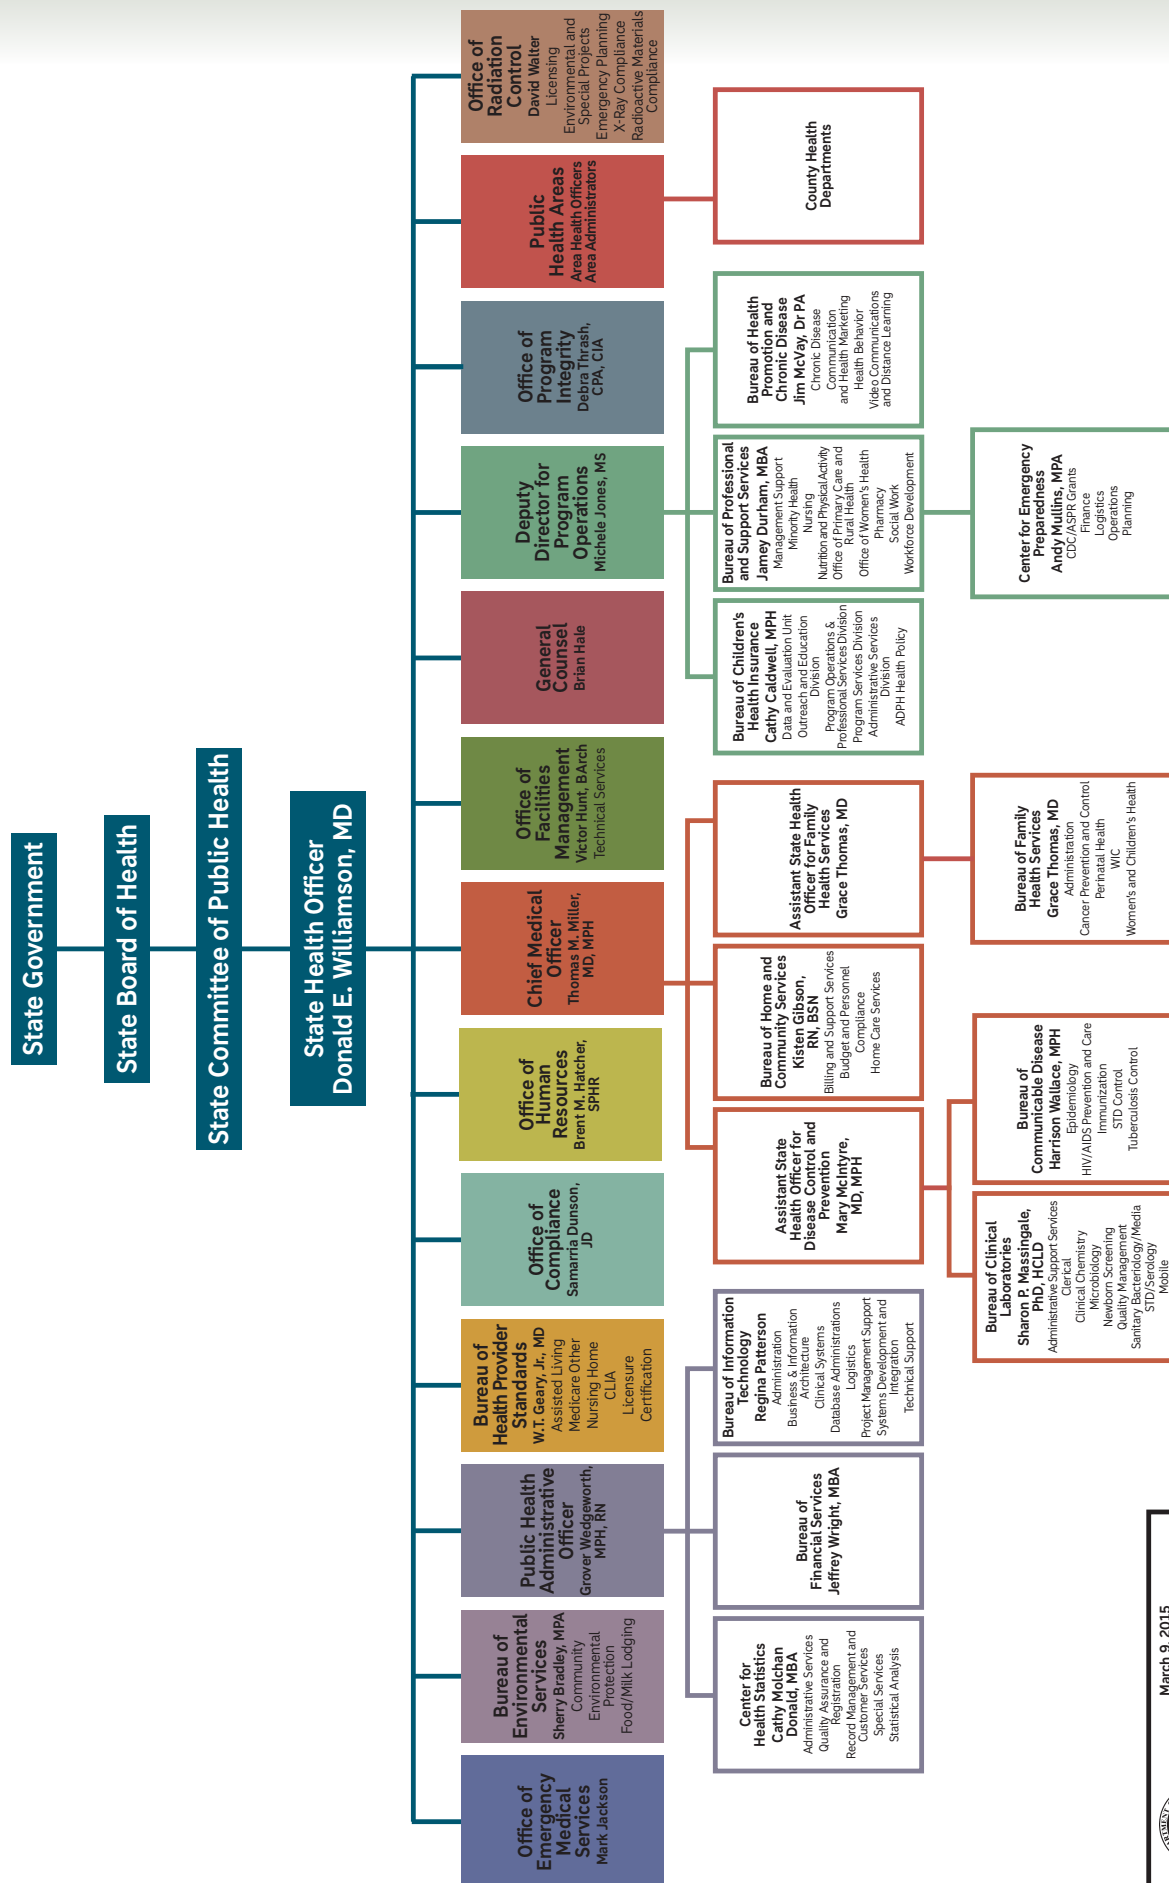 State Government
State Board of Health
State Committee of Public Health
State Health Officer
Donald E. Williamson, MD
Office of
Emergency
Medical
Services
Mark Jackson
Bureau of
Environmental
Services
Sherry Bradley, MPA
Community
Environmental
Protection
Food/Milk Lodging
Public Health
Administrative
Officer
Grover Wedgeworth,
MPH, RN
Bureau of
Health Provider
Standards
W.T. Geary, Jr., MD
Assisted Living
Medicare Other
Nursing Home
CLIA
Licensure
Certification
Office of
Compliance
Samarria Dunson,
JD
Office of
Human
Resources
Brent M. Hatcher,
SPHR
Chief Medical
Officer
Thomas M. Miller,
MD, MPH
Office of
Facilities
Management
Victor Hunt, BArch
Technical Services
General
Counsel
Brian Hale
Deputy
Director for
Program
Operations
Michele Jones, MS
Office of
Program
Integrity
Debra Thrash,
CPA, CIA
Public
Health Areas
Area Health Officers
Area Administrators
Office of
Radiation
Control
David Walter
Licensing
Environmental and
Special Projects
Emergency Planning
X-Ray Compliance
Radioactive Materials
Compliance
Center for
Health Statistics
Cathy Molchan
Donald, MBA
Administrative Services
Quality Assurance and
Registration
Record Management and
Customer Services
Special Services
Statistical Analysis
Bureau of
Financial Services
Jeffrey Wright, MBA
Bureau of Information
Technology
Regina Patterson
Administration
Business & Information
Architecture
Clinical Systems
Database Administrations
Logistics
Project Management Support
Systems Development and
Integration
Technical Support
Assistant State
Health Officer for
Disease Control and
Prevention
Mary McIntyre,
MD, MPH
Bureau of Home and
Community Services
Kisten Gibson,
RN, BSN
Billing and Support Services
Budget and Personnel
Compliance
Home Care Services
Assistant State Health
Officer for Family
Health Services
Grace Thomas, MD
Bureau of Children's
Health Insurance
Cathy Caldwell, MPH
Data and Evaluation Unit
Outreach and Education
Division
Program Operations &
Professional Services Division
Program Services Division
Administrative Services
Division
ADPH Health Policy
Bureau of Professional
and Support Services
Jamey Durham, MBA
Management Support
Minority Health
Nursing
Nutrition and Physical Activity
Office of Primary Care and
Rural Health
Office of Women's Health
Pharmacy
Social Work
Workforce Development
Bureau of Health
Promotion and
Chronic Disease
Jim McVay, Dr PA
Chronic Disease
Communication
and Health Marketing
Health Behavior
Video Communications
and Distance Learning
County Health
Departments
Bureau of Clinical
Laboratories
Sharon P. Massingale,
PhD, HCLD
Administrative Support Services
Clerical
Clinical Chemistry
Microbiology
Newborn Screening
Quality Management
Sanitary Bacteriology/Media
STD/Serology
Mobile
Bureau of
Communicable Disease
Harrison Wallace, MPH
Epidemiology
HIV/AIDS Prevention and Care
Immunization
STD Control
Tuberculosis Control
Bureau of Family
Health Services
Grace Thomas, MD
Administration
Cancer Prevention and Control
Perinatal Health
WIC
Women's and Children's Health
Center for Emergency
Preparedness
Andy Mullins, MPA
CDC/ASPR Grants
Finance
Logistics
Operations
Planning
March 9, 2015